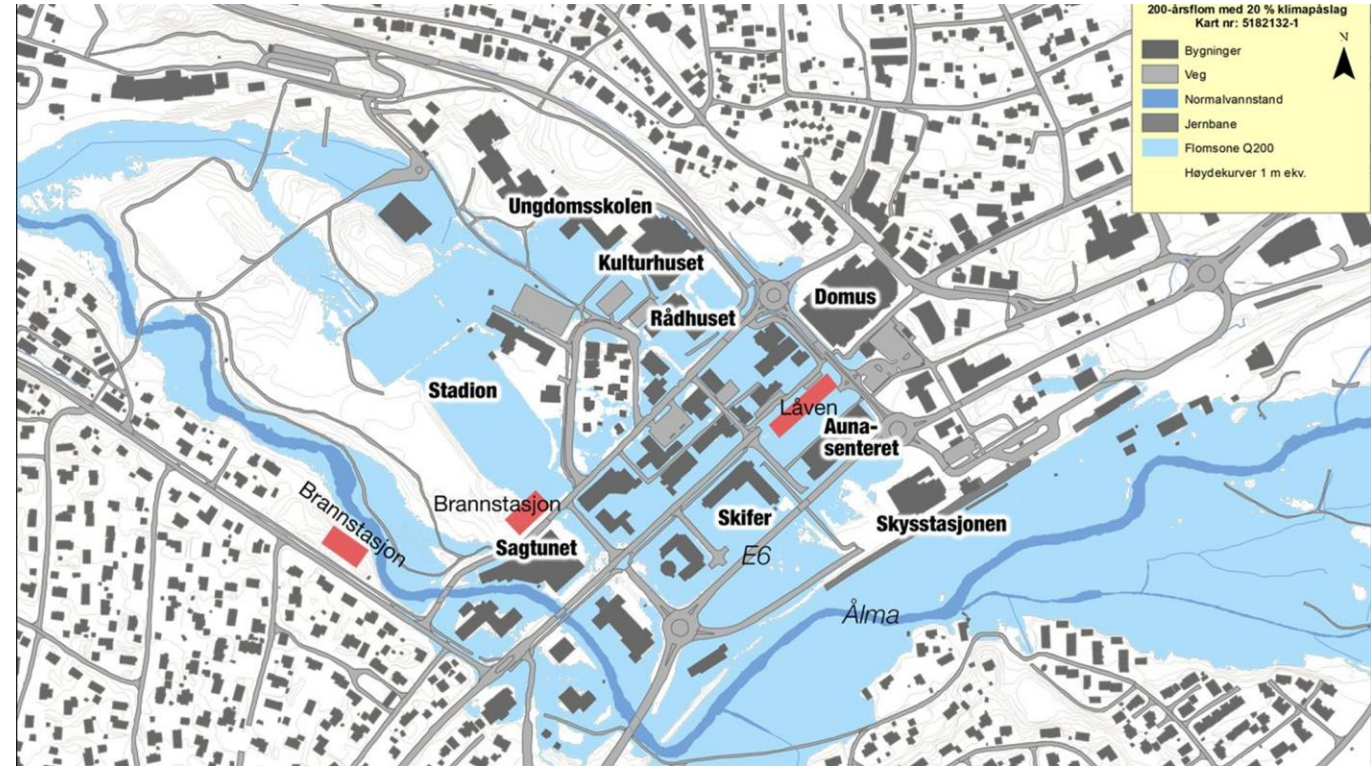 200-årsflom med 20 % klimapåslag
Kart nr: 5182132-1
N
Bygninger
Veg
Normalvannstand
Jernbane
Flomsone Q200
Høydekurver 1 m ekv.
Ungdomsskolen
Kulturhuset
Rådhuset
Domus
Stadion
Låven
Auna-
senteret
Brannstasjon
Brannstasjon
Sagtunet
Skifer
Skysstasjonen
E6
Ålma